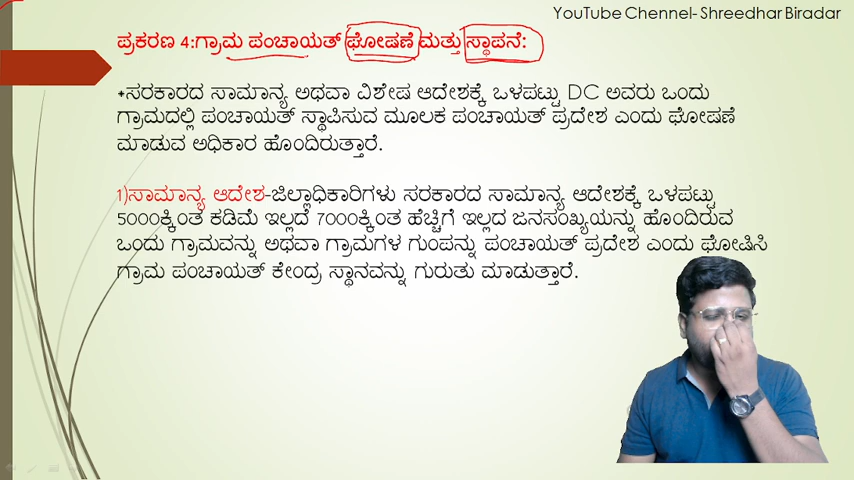 YouTube Chennel- Shreedhar Biradar
ಪ್ರಕರಣ 4:ಗ್ರಾಮ ಪಂಚಾಯತ್ ಘೋಷಣೆ ಮತ್ತು ಸ್ಥಾಪನೆ:
*ಸರಕಾರದ ಸಾಮಾನ್ಯ ಅಥವಾ ವಿಶೇಷ ಆದೇಶಕ್ಕೆ ಒಳಪಟ್ಟು DC ಅವರು ಒಂದು
ಗ್ರಾಮದಲ್ಲಿ ಪಂಚಾಯತ್ ಸ್ಥಾಪಿಸುವ ಮೂಲಕ ಪಂಚಾಯತ್ ಪ್ರದೇಶ ಎಂದು ಘೋಷಣೆ
ಮಾಡುವ ಅಧಿಕಾರ ಹೊಂದಿರುತ್ತಾರೆ.
1)ಸಾಮಾನ್ಯ ಆದೇಶ-ಜಿಲ್ಲಾಧಿಕಾರಿಗಳು ಸರಕಾರದ ಸಾಮಾನ್ಯ ಆದೇಶಕ್ಕೆ ಒಳಪಟ್ಟು
5000ಕ್ಕಿಂತ ಕಡಿಮೆ ಇಲ್ಲದೆ 7000ಕ್ಕಿಂತ ಹೆಚ್ಚಿಗೆ ಇಲ್ಲದ ಜನಸಂಖ್ಯೆಯನ್ನು ಹೊಂದಿರುವ
ಒಂದು ಗ್ರಾಮವನ್ನು ಅಥವಾ ಗ್ರಾಮಗಳ ಗುಂಪನ್ನು ಪಂಚಾಯತ್ ಪ್ರದೇಶ ಎಂದು ಘೋಷಿಸಿ
ಗ್ರಾಮ ಪಂಚಾಯತ್ ಕೇಂದ್ರ ಸ್ಥಾನವನ್ನು ಗುರುತು ಮಾಡುತ್ತಾರೆ.